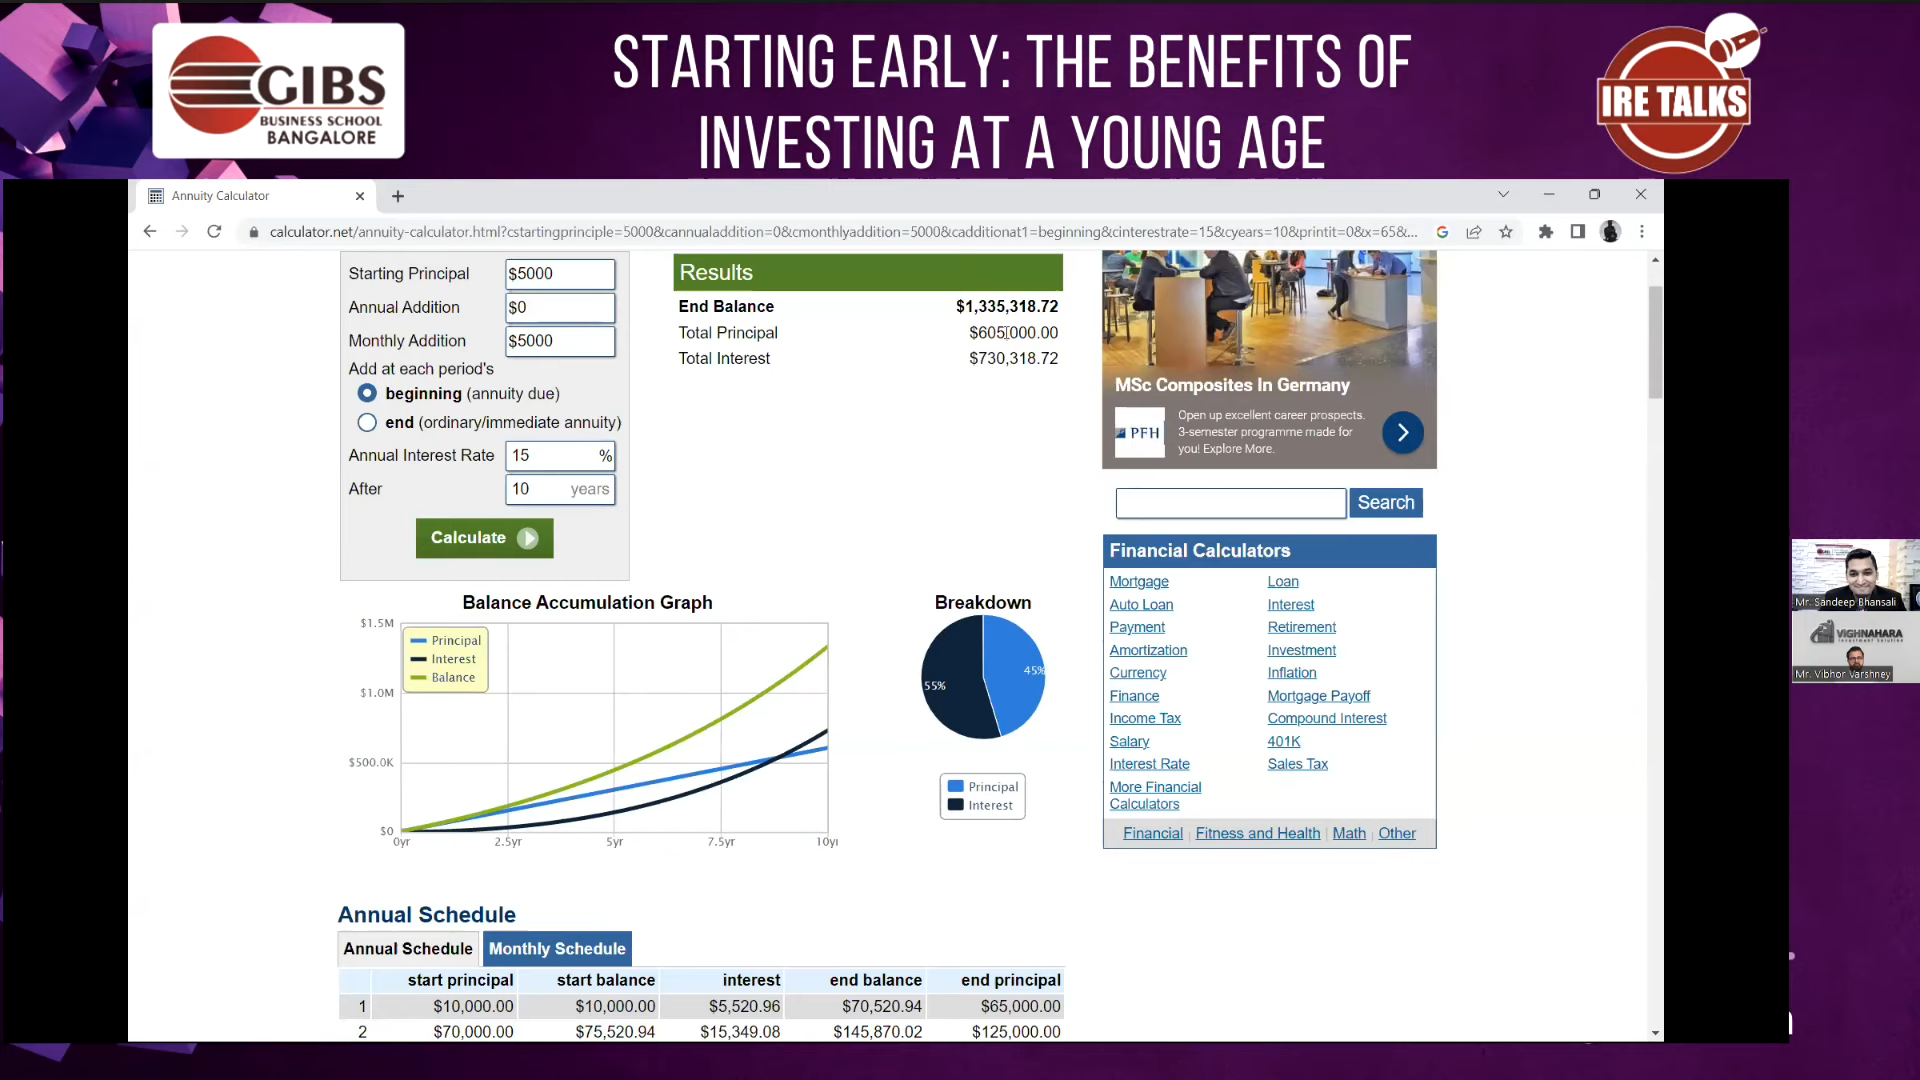 GIBS
BUSINESS SCHOOL
BANGALORE
STARTING EARLY: THE BENEFITS OF
INVESTING AT A YOUNG AGE
IRE TALKS
Annuity Calculator
calculator.net/annuity-calculator.html?cstartingprinciple=5000&cannualaddition=0&cmonthlyaddition=5000&cadditionat1=beginning&cinterestrate=15&cyears=10&printit=0&x=65&...
Starting Principal $5000
Annual Addition $0
Monthly Addition $5000
Add at each period's
beginning (annuity due)
end (ordinary/immediate annuity)
Annual Interest Rate 15 %
After 10 years
Calculate
Results
End Balance $1,335,318.72
Total Principal $605,000.00
Total Interest $730,318.72
MSc Composites In Germany
PFH
Open up excellent career prospects.
3-semester programme made for
you! Explore More.
Search
Financial Calculators
Mortgage Loan
Auto Loan Interest
Payment Retirement
Amortization Investment
Currency Inflation
Finance Mortgage Payoff
Income Tax Compound Interest
Salary 401K
Interest Rate Sales Tax
More Financial
Calculators
Financial | Fitness and Health | Math | Other
Balance Accumulation Graph
$1.5M
$1.0M
$500.0K
$0
Principal
Interest
Balance
0yr 2.5yr 5yr 7.5yr 10yr
Breakdown
55%
45%
Principal
Interest
Annual Schedule
Annual Schedule Monthly Schedule
start principal start balance interest end balance end principal
1 $10,000.00 $10,000.00 $5,520.96 $70,520.94 $65,000.00
2 $70,000.00 $75,520.94 $15,349.08 $145,870.02 $125,000.00
Mr. Sandeep Bhansali
VIGHNAHARA
Investment Solution
Mr. Vibhor Varshney